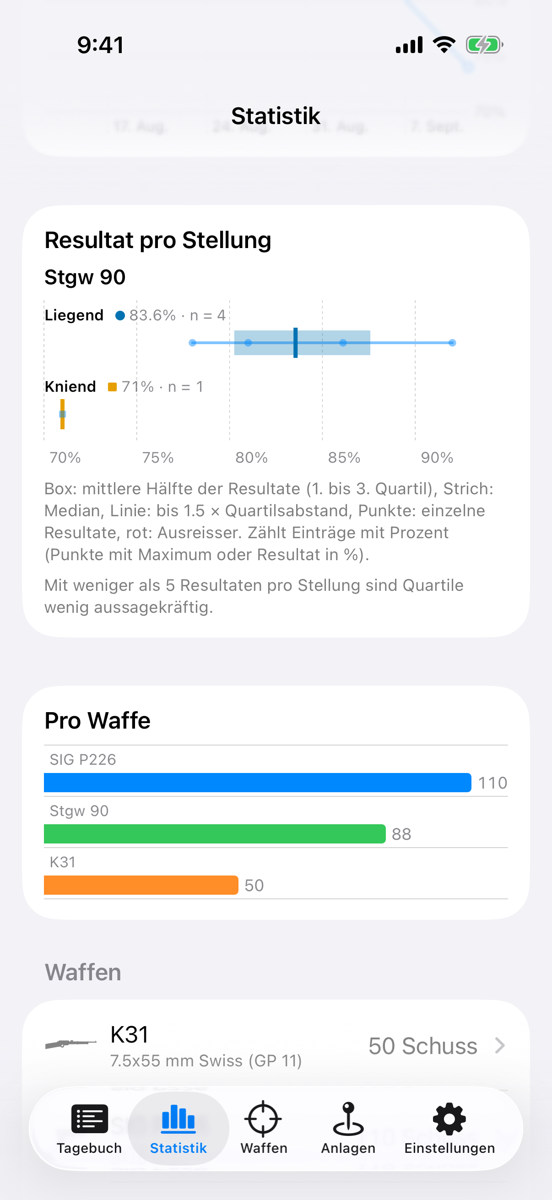 9:41
Statistik
17. Aug. 24. Aug. 31. Aug. 7. Sept. 70%
Resultat pro Stellung
Stgw 90
Liegend 83.6% · n = 4
Kniend 71% · n = 1
70% 75% 80% 85% 90%
Box: mittlere Hälfte der Resultate (1. bis 3. Quartil), Strich:
Median, Linie: bis 1.5 × Quartilsabstand, Punkte: einzelne
Resultate, rot: Ausreisser. Zählt Einträge mit Prozent
(Punkte mit Maximum oder Resultat in %).
Mit weniger als 5 Resultaten pro Stellung sind Quartile
wenig aussagekräftig.
Pro Waffe
SIG P226
110
Stgw 90
88
K31
50
Waffen
K31
50 Schuss
7.5x55 mm Swiss (GP 11)
Tagebuch Statistik Waffen Anlagen Einstellungen